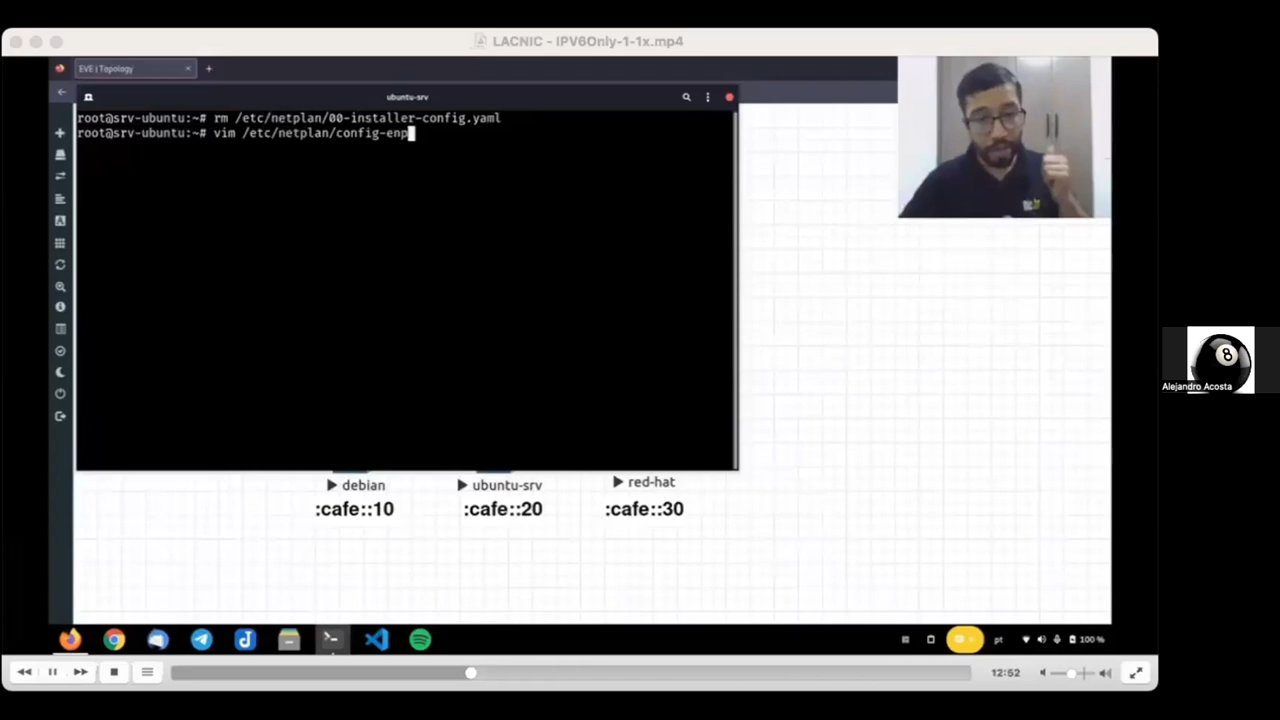 LACNIC - IPV6Only-1-1x.mp4
EVE | Topology
ubuntu-srv
root@srv-ubuntu:~# rm /etc/netplan/00-installer-config.yaml
root@srv-ubuntu:~# vim /etc/netplan/config-enp
debian
ubuntu-srv
red-hat
:cafe::10
:cafe::20
:cafe::30
8
Alejandro Acosta
pt
100 %
12:52